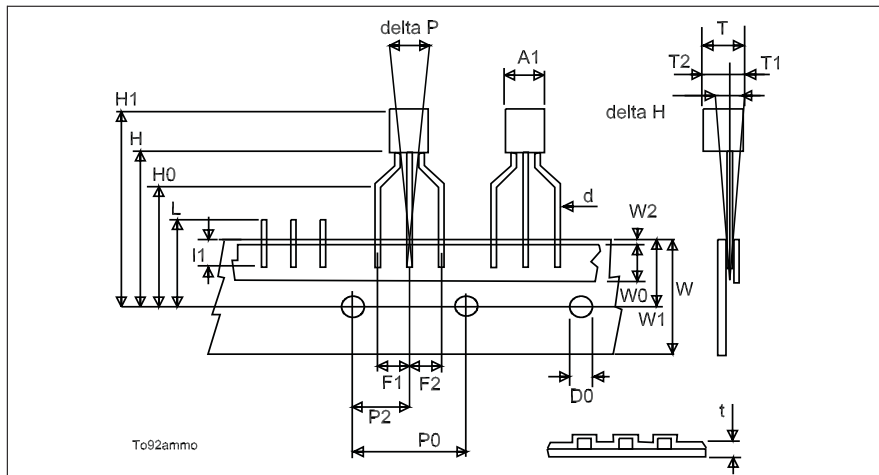 delta P
T
A1
T2
T1
H1
delta H
H
H0
d
L
W2
I1
W0
W
W1
F1
F2
D0
P2
t
P0
To92ammo